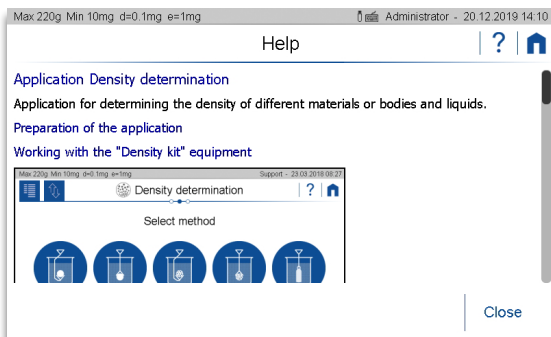 Max 220g Min 10mg d=0.1mg e=1mg Administrator - 20.12.2019 14:10
Help ?
Application Density determination
Application for determining the density of different materials or bodies and liquids.
Preparation of the application
Working with the "Density kit" equipment
Max 220g Min 10mg d=0.1mg e=1mg Support - 23.03.2018 08:27
Density determination ?
Select method
Close